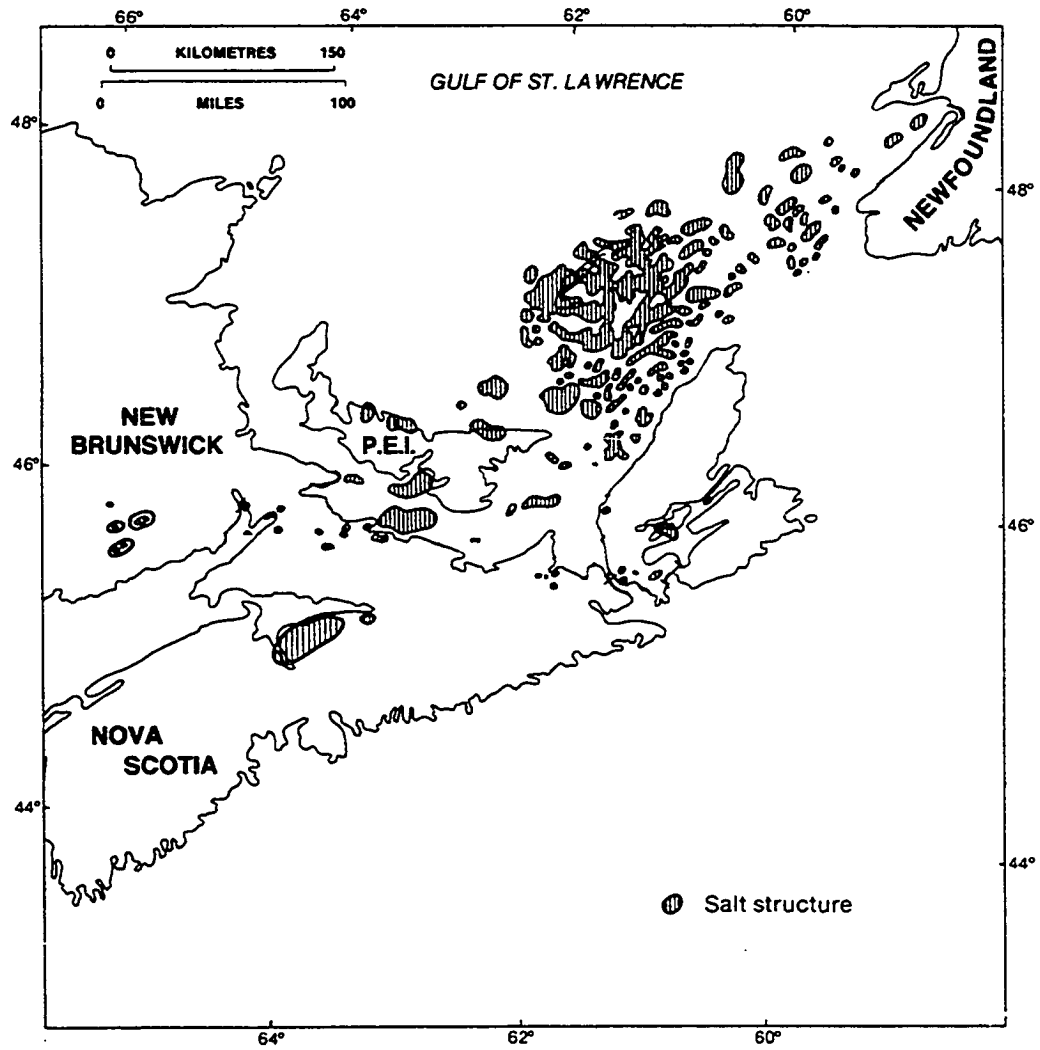 66° 64° 62° 60°
0 KILOMETRES 150
0 MILES 100
GULF OF ST. LAWRENCE
NEWFOUNDLAND
48°
48°
NEW
BRUNSWICK
P.E.I.
46°
46°
NOVA
SCOTIA
44°
44°
Salt structure
64° 62° 60°